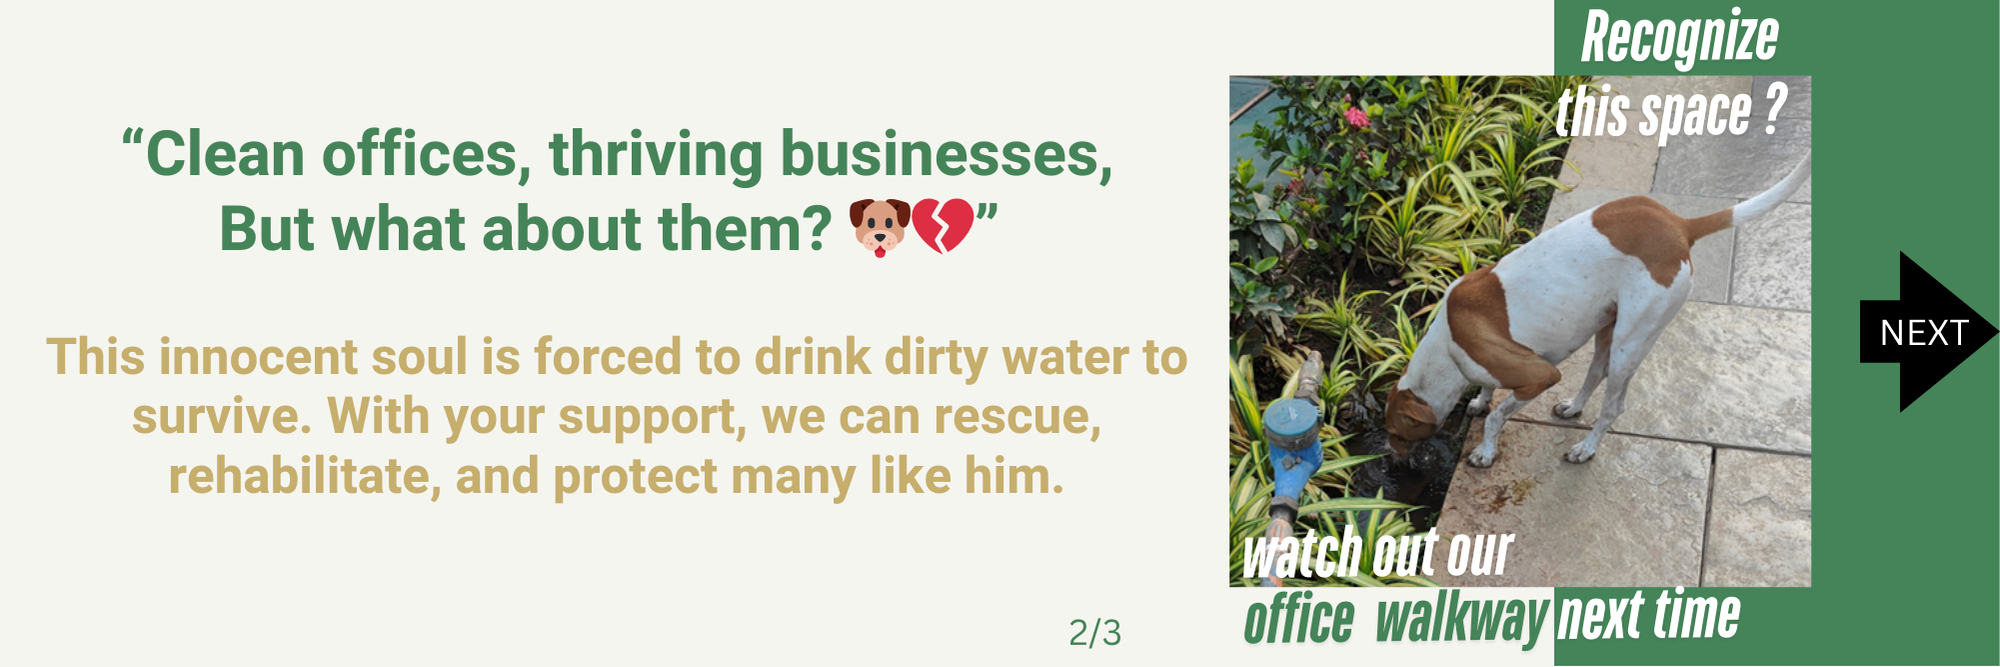 “Clean offices, thriving businesses,
But what about them? 🐶💔”
This innocent soul is forced to drink dirty water to
survive. With your support, we can rescue,
rehabilitate, and protect many like him.
2/3
Recognize
this space ?
watch out our
office walkway next time
NEXT